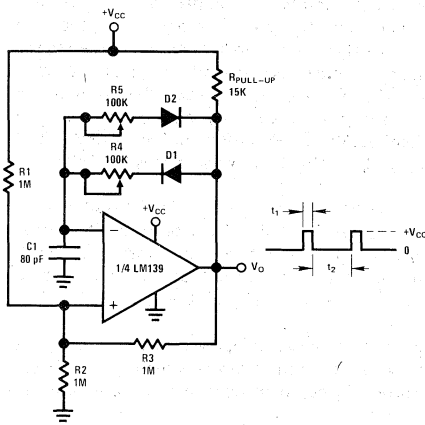 +VCC
RPULL-UP
15K
R5
100K
D2
R4
100K
D1
R1
1M
+VCC
C1
80 pF
−
1/4 LM139
+
VO
R3
1M
R2
1M
t1
+VCC
0
t2